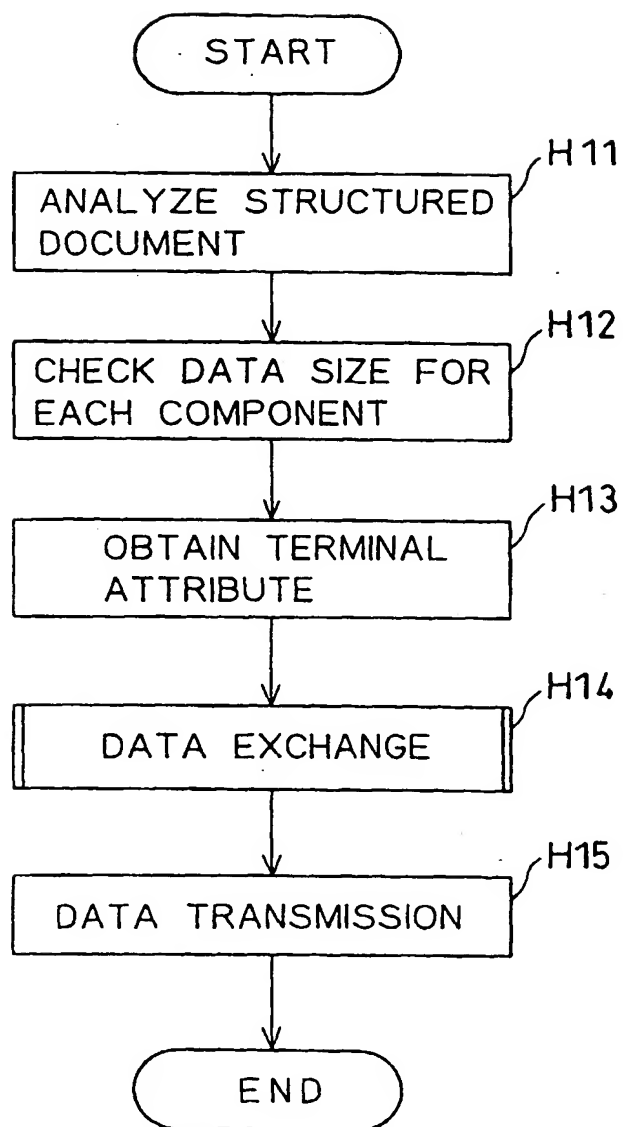 START
H11
ANALYZE STRUCTURED
DOCUMENT
H12
CHECK DATA SIZE FOR
EACH COMPONENT
H13
OBTAIN TERMINAL
ATTRIBUTE
H14
DATA EXCHANGE
H15
DATA TRANSMISSION
END